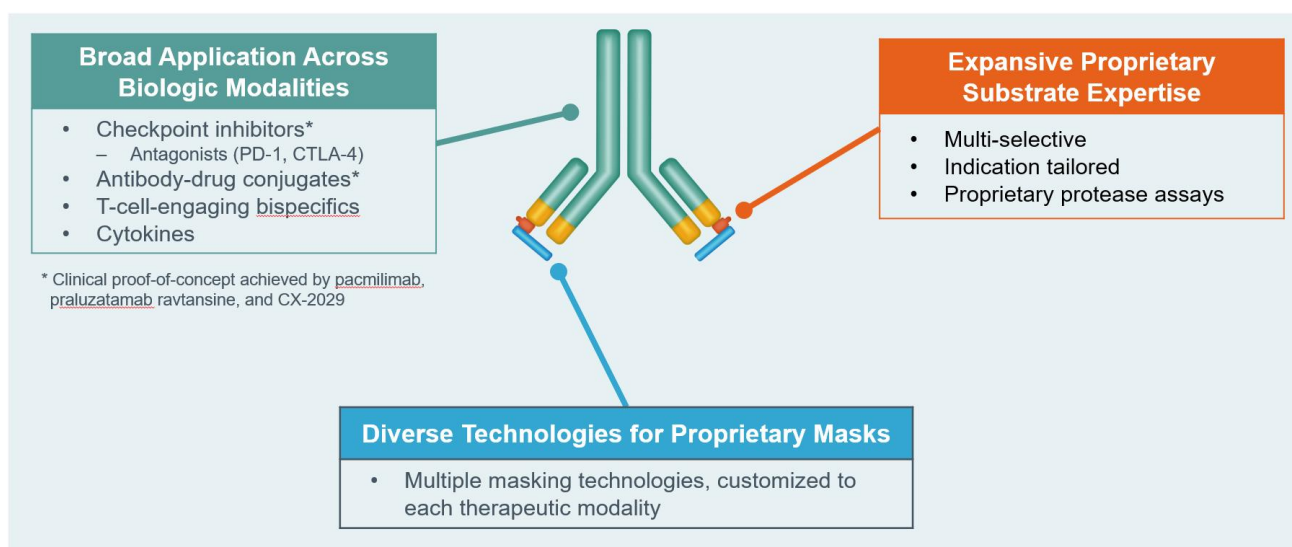 Broad Application Across
Biologic Modalities
• Checkpoint inhibitors*
– Antagonists (PD-1, CTLA-4)
• Antibody-drug conjugates*
• T-cell-engaging bispecifics
• Cytokines
* Clinical proof-of-concept achieved by pacmilimab,
praluzatamab ravtansine, and CX-2029
Expansive Proprietary
Substrate Expertise
• Multi-selective
• Indication tailored
• Proprietary protease assays
Diverse Technologies for Proprietary Masks
• Multiple masking technologies, customized to
each therapeutic modality